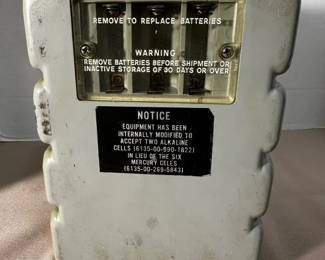 REMOVE TO REPLACE BATTERIES
WARNING
REMOVE BATTERIES BEFORE SHIPMENT OR
INACTIVE STORAGE OF 30 DAYS OR OVER
NOTICE
EQUIPMENT HAS BEEN
INTERNALLY MODIFIED TO
ACCEPT TWO ALKALINE
CELLS (6135-00-990-1822)
IN LIEU OF THE SIX
MERCURY CELLS
(6135-00-269-5843)